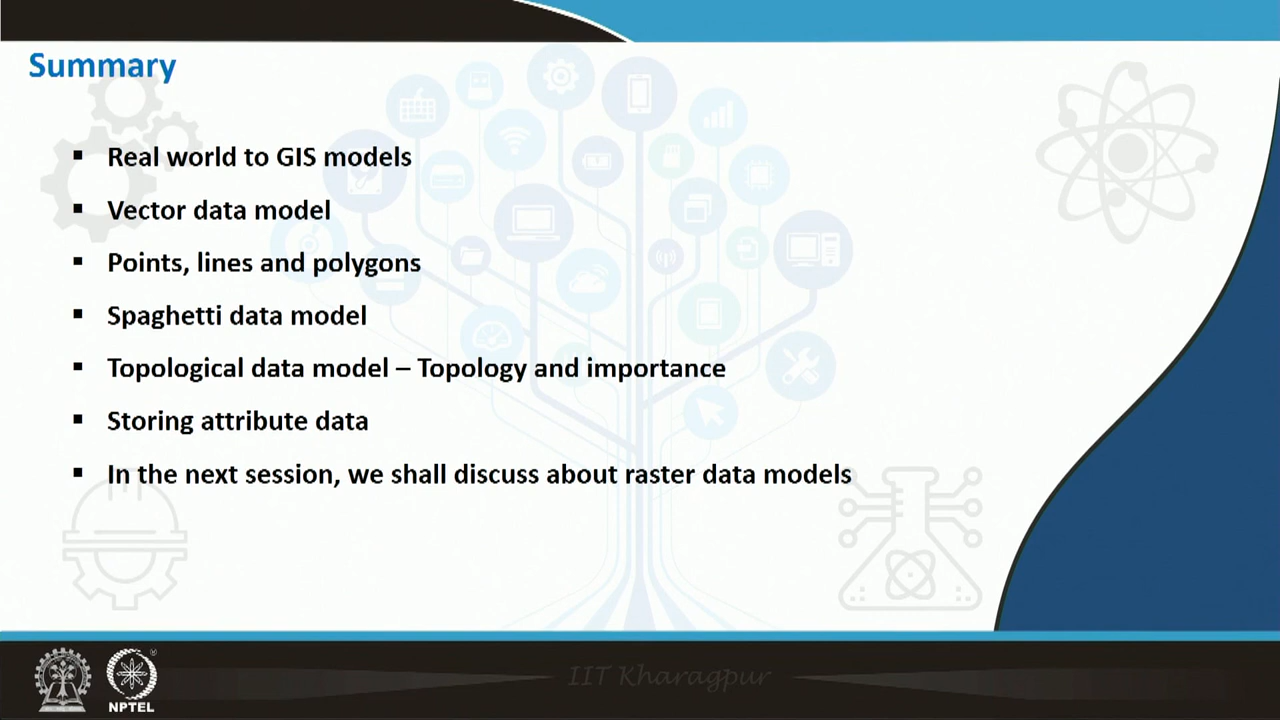 Summary
▪ Real world to GIS models
▪ Vector data model
▪ Points, lines and polygons
▪ Spaghetti data model
▪ Topological data model – Topology and importance
▪ Storing attribute data
▪ In the next session, we shall discuss about raster data models
IIT Kharagpur
NPTEL